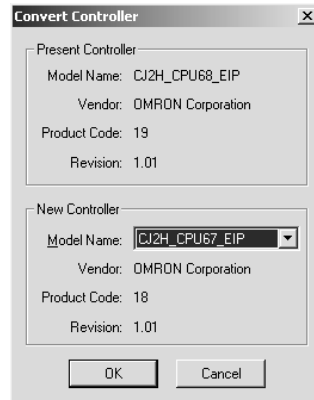 Convert Controller
Present Controller
Model Name: CJ2H_CPU68_EIP
Vendor: OMRON Corporation
Product Code: 19
Revision: 1.01
New Controller
Model Name: CJ2H_CPU67_EIP
Vendor: OMRON Corporation
Product Code: 18
Revision: 1.01
OK Cancel